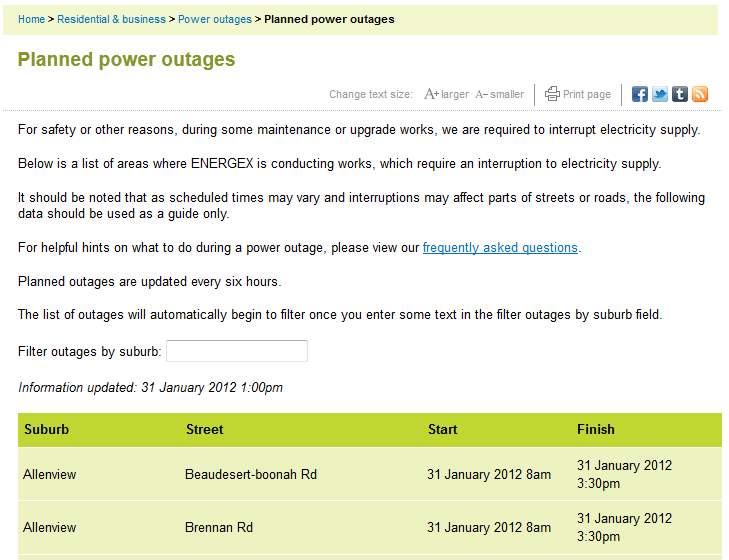 Home > Residential & business > Power outages > Planned power outages
Planned power outages
Change text size: A+ larger A- smaller Print page
For safety or other reasons, during some maintenance or upgrade works, we are required to interrupt electricity supply.
Below is a list of areas where ENERGEX is conducting works, which require an interruption to electricity supply.
It should be noted that as scheduled times may vary and interruptions may affect parts of streets or roads, the following
data should be used as a guide only.
For helpful hints on what to do during a power outage, please view our frequently asked questions.
Planned outages are updated every six hours.
The list of outages will automatically begin to filter once you enter some text in the filter outages by suburb field.
Filter outages by suburb:
Information updated: 31 January 2012 1:00pm
Suburb Street Start Finish
Allenview Beaudesert-boonah Rd 31 January 2012 8am 31 January 2012
3:30pm
Allenview Brennan Rd 31 January 2012 8am 31 January 2012
3:30pm